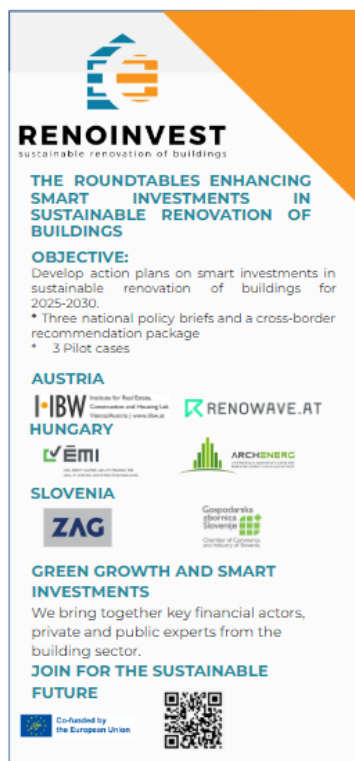 RENOINVEST
sustainable renovation of buildings
THE ROUNDTABLES ENHANCING
SMART INVESTMENTS IN
SUSTAINABLE RENOVATION OF
BUILDINGS
OBJECTIVE:
Develop action plans on smart investments in
sustainable renovation of buildings for
2025-2030.
* Three national policy briefs and a cross-border
recommendation package
* 3 Pilot cases
AUSTRIA
I·IBW Institute for Real Estate,
Construction and Housing Ltd.
Vienna/Austria | www.iibw.at
RENOWAVE.AT
HUNGARY
ÉMI
ARCHENERG
SLOVENIA
ZAG
Gospodarska
zbornica
Slovenije
Chamber of Commerce
and Industry of Slovenia
GREEN GROWTH AND SMART
INVESTMENTS
We bring together key financial actors,
private and public experts from the
building sector.
JOIN FOR THE SUSTAINABLE
FUTURE
Co-funded by
the European Union